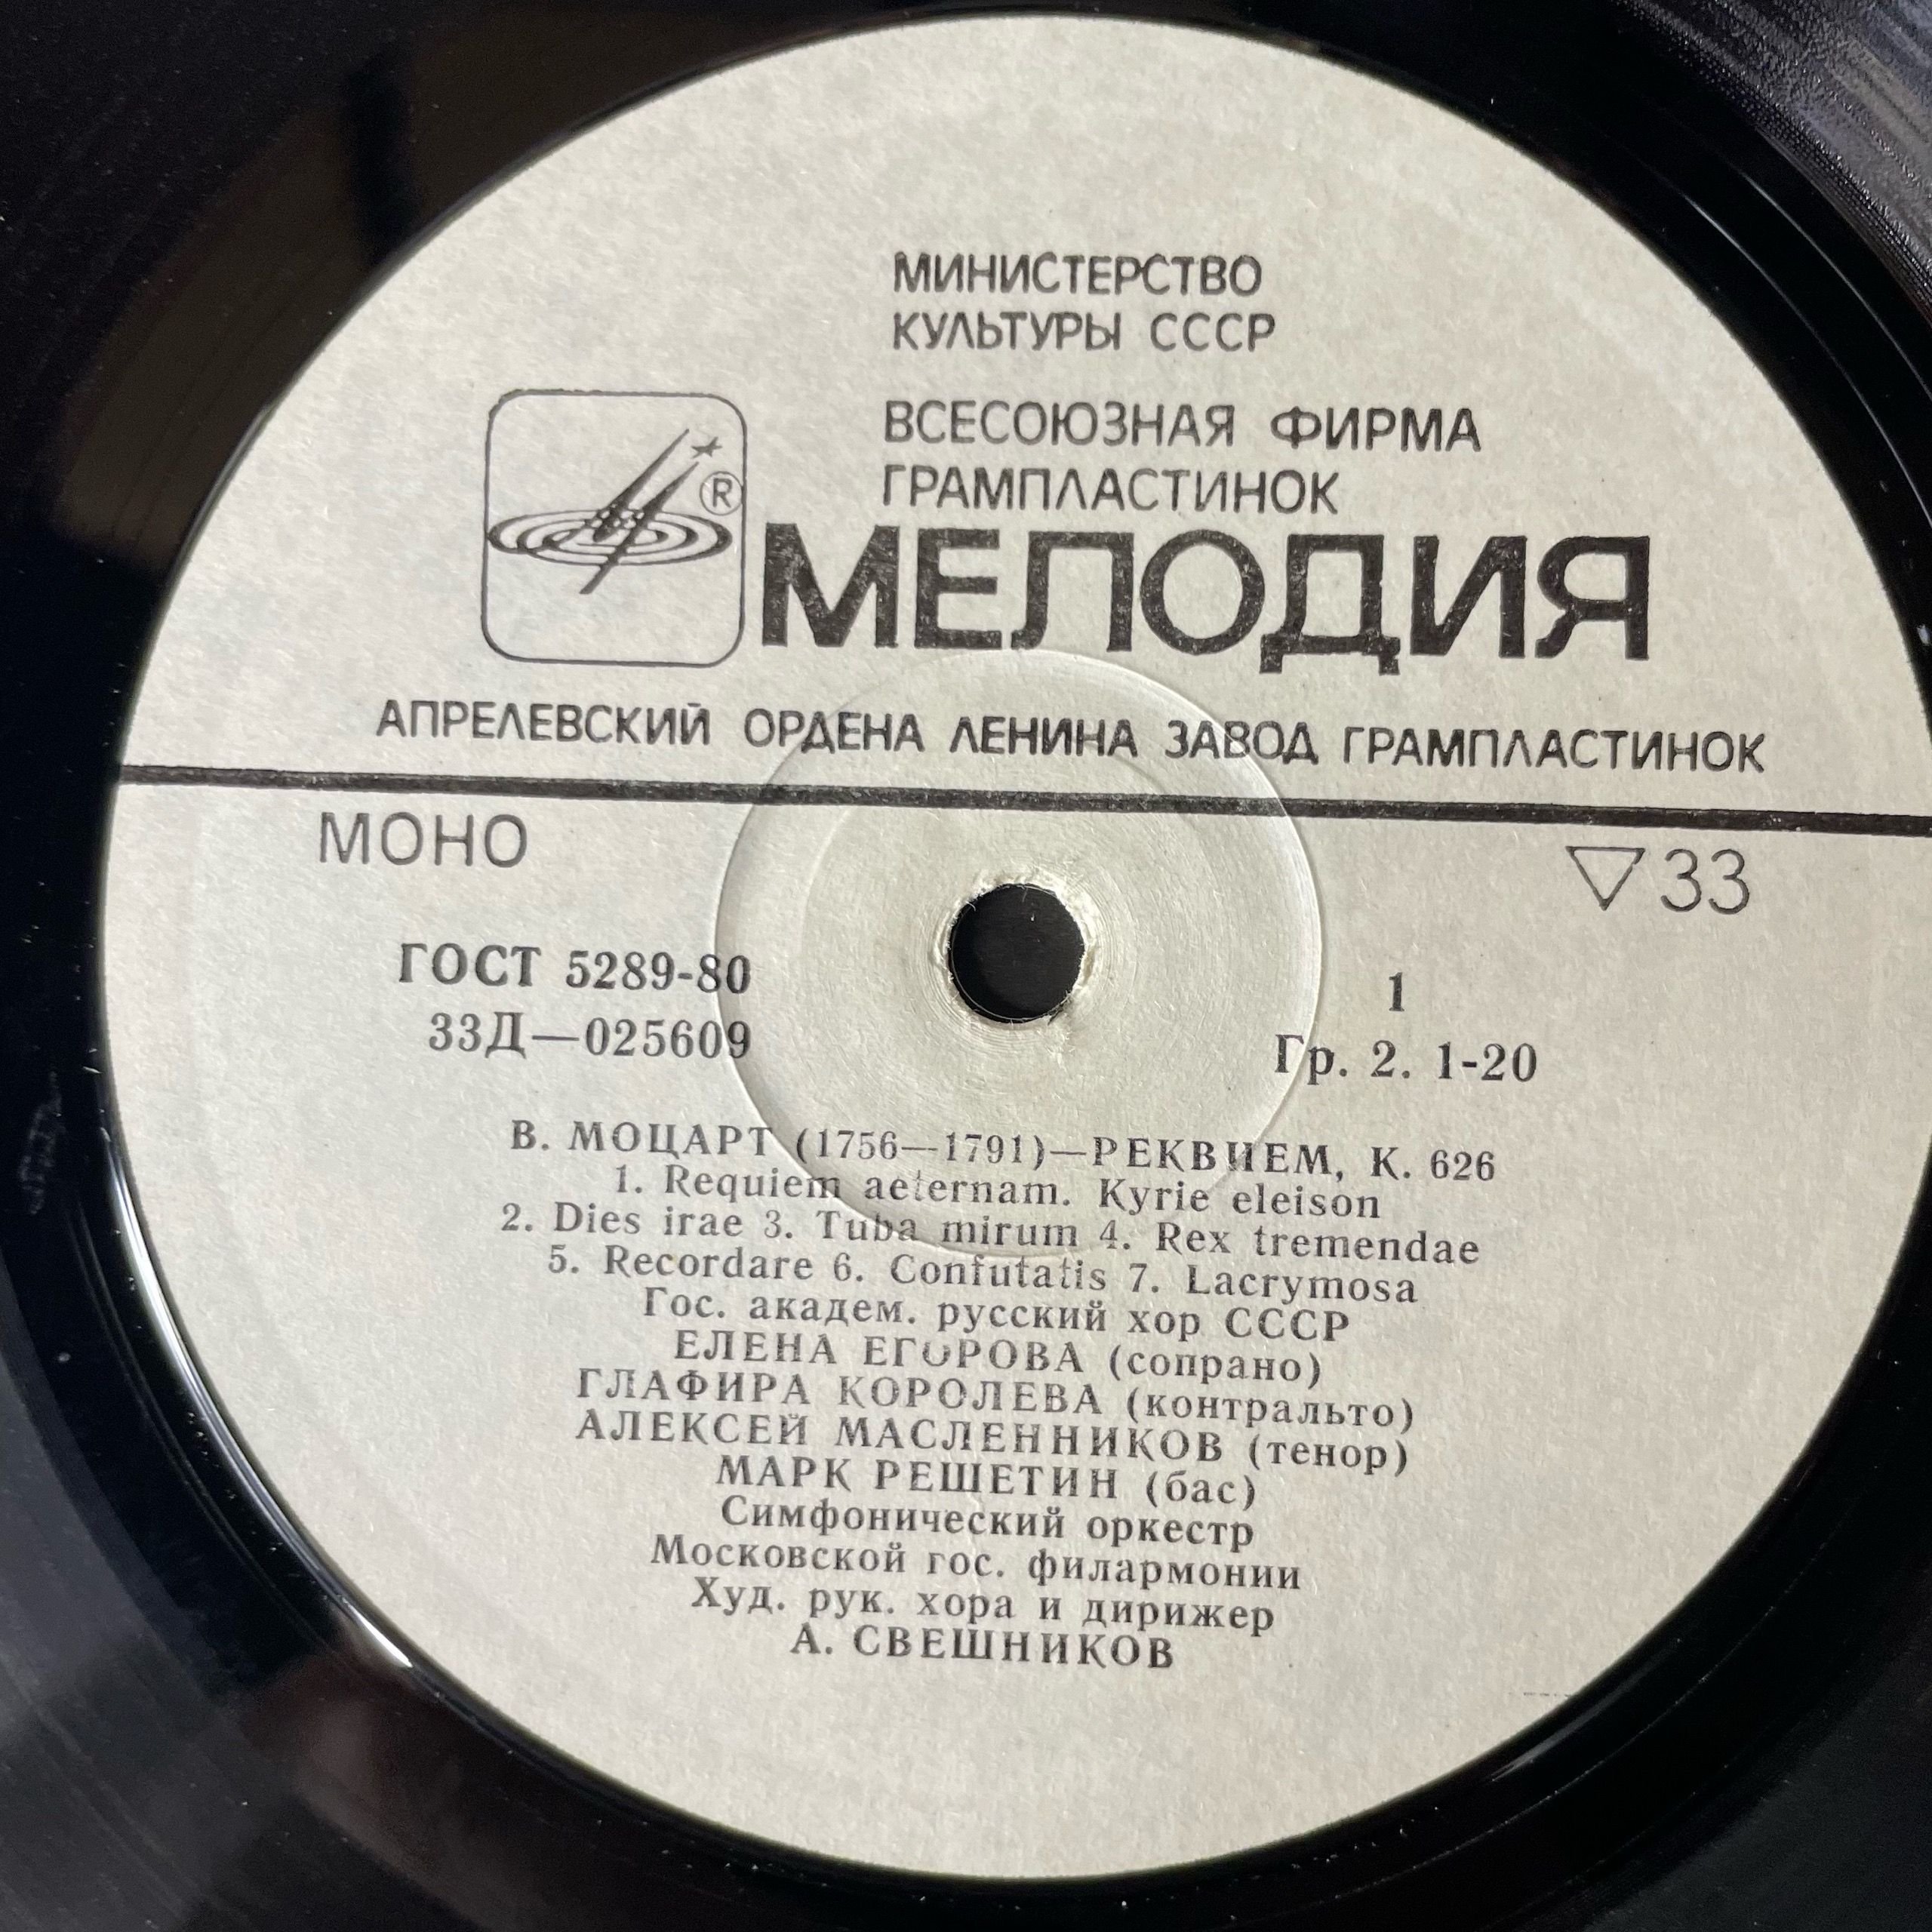 МИНИСТЕРСТВО
КУЛЬТУРЫ СССР
ВСЕСОЮЗНАЯ ФИРМА
ГРАМПЛАСТИНОК
®
МЕЛОДИЯ
АПРЕЛЕВСКИЙ ОРДЕНА ЛЕНИНА ЗАВОД ГРАМПЛАСТИНОК
МОНО
▽33
ГОСТ 5289-80
1
33Д—025609
Гр. 2. 1-20
В. МОЦАРТ (1756—1791)—РЕКВИЕМ, К. 626
1. Requiem aeternam. Kyrie eleison
2. Dies irae 3. Tuba mirum 4. Rex tremendae
5. Recordare 6. Confutatis 7. Lacrymosa
Гос. академ. русский хор СССР
ЕЛЕНА ЕГОРОВА (сопрано)
ГЛАФИРА КОРОЛЕВА (контральто)
АЛЕКСЕЙ МАСЛЕННИКОВ (тенор)
МАРК РЕШЕТИН (бас)
Симфонический оркестр
Московской гос. филармонии
Худ. рук. хора и дирижер
А. СВЕШНИКОВ